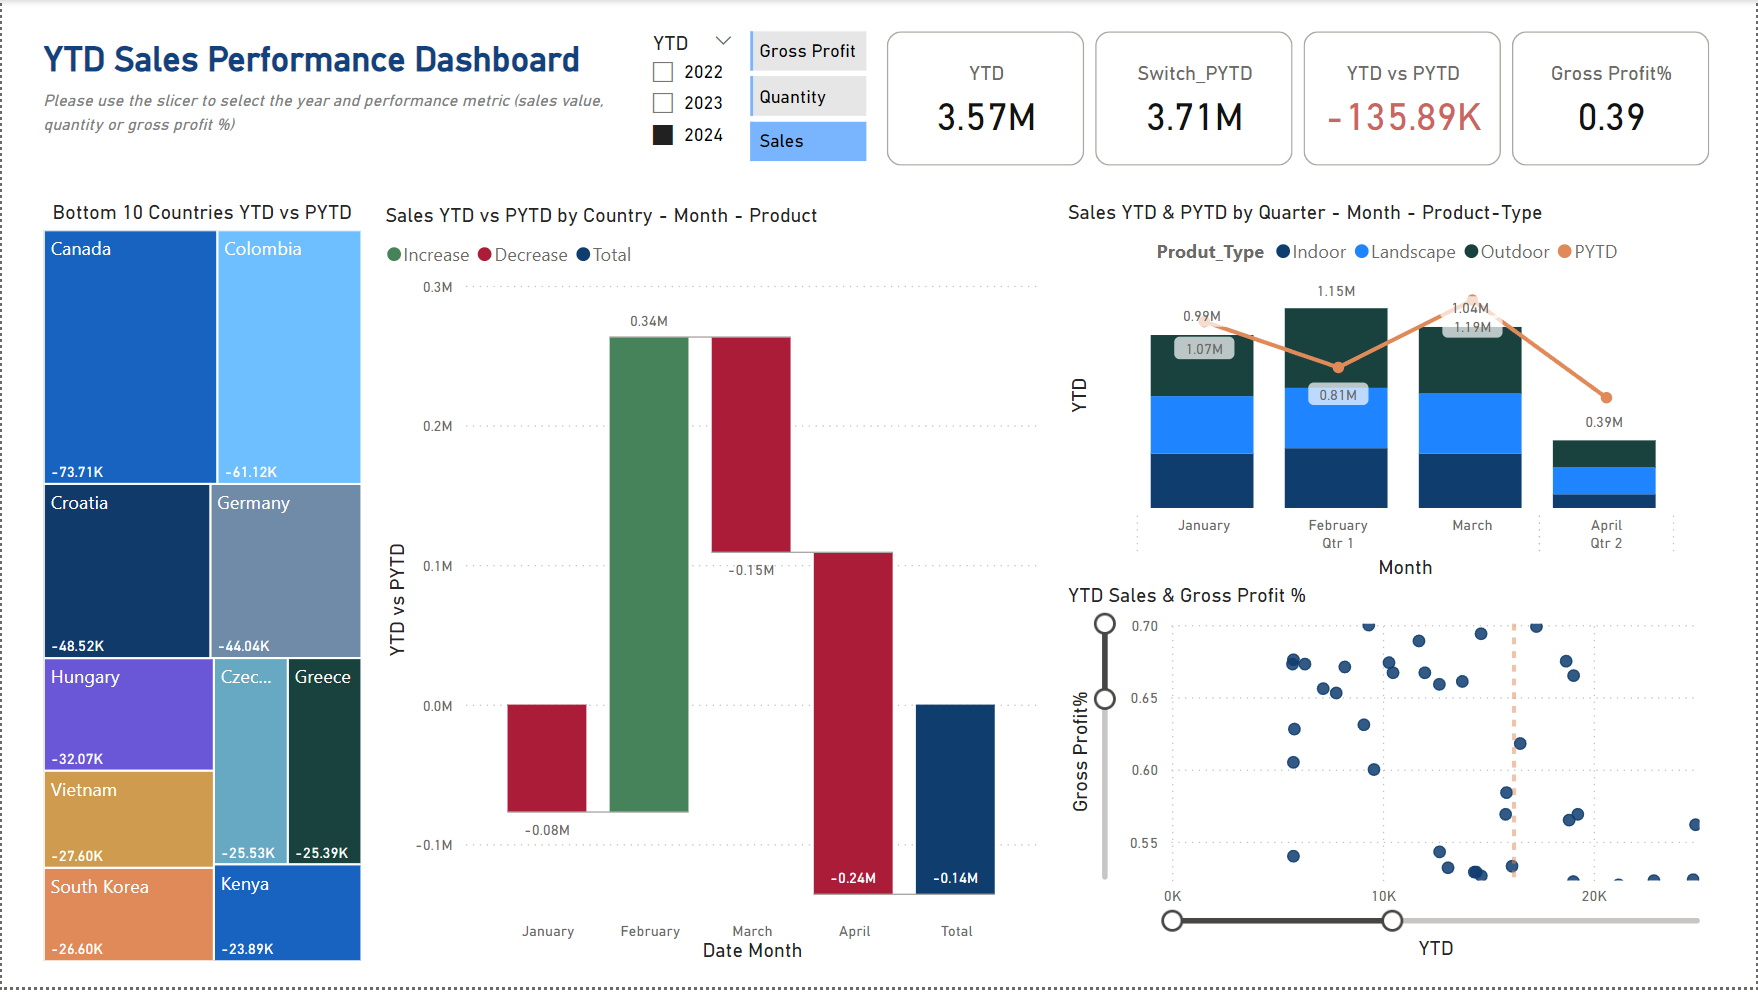 YTD Sales Performance Dashboard
Please use the slicer to select the year and performance metric (sales value,
quantity or gross profit %)
YTD
2022
2023
2024
Gross Profit
Quantity
Sales
YTD
3.57M
Switch_PYTD
3.71M
YTD vs PYTD
-135.89K
Gross Profit%
0.39
Bottom 10 Countries YTD vs PYTD
Canada
-73.71K
Colombia
-61.12K
Croatia
-48.52K
Germany
-44.04K
Hungary
-32.07K
Czec...
-25.53K
Greece
-25.39K
Vietnam
-27.60K
South Korea
-26.60K
Kenya
-23.89K
Sales YTD vs PYTD by Country - Month - Product
Increase Decrease Total
YTD vs PYTD
0.3M
0.2M
0.1M
0.0M
-0.1M
0.34M
-0.15M
-0.08M
-0.24M
-0.14M
January February March April Total
Date Month
Sales YTD & PYTD by Quarter - Month - Product-Type
Produt_Type Indoor Landscape Outdoor PYTD
YTD
0.99M
1.07M
1.15M
0.81M
1.04M
1.19M
0.39M
January February March April
Qtr 1 Qtr 2
Month
YTD Sales & Gross Profit %
Gross Profit%
0.70
0.65
0.60
0.55
0K 10K 20K
YTD